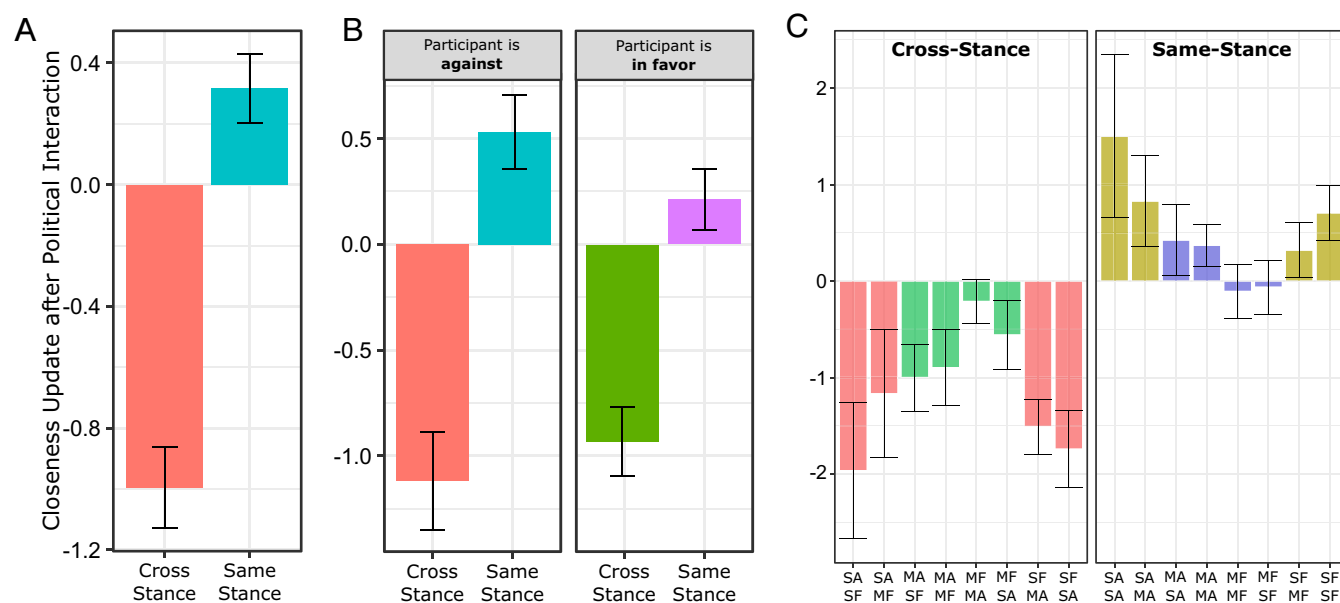 A
Closeness Update after Political Interaction
0.4
0.0
-0.4
-0.8
-1.2
Cross Same
Stance Stance
B
Participant is
against
Participant is
in favor
0.5
0.0
-0.5
-1.0
Cross Same Cross Same
Stance Stance Stance Stance
C
Cross-Stance
Same-Stance
2
1
0
-1
-2
SA SA MA MA MF MF SF SF SA SA MA MA MF MF SF SF
SF MF SF MF MA SA MA SA SA MA SA MA MF SF MF SF